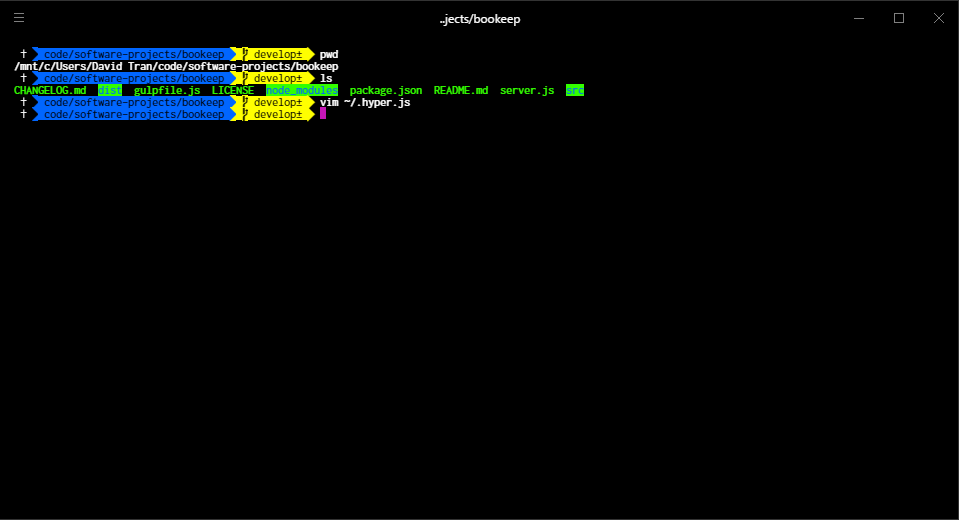 ..jects/bookeep
† code/software-projects/bookeep develop± pwd
/mnt/c/Users/David Tran/code/software-projects/bookeep
† code/software-projects/bookeep develop± ls
CHANGELOG.md dist gulpfile.js LICENSE node_modules package.json README.md server.js src
† code/software-projects/bookeep develop± vim ~/.hyper.js
† code/software-projects/bookeep develop±